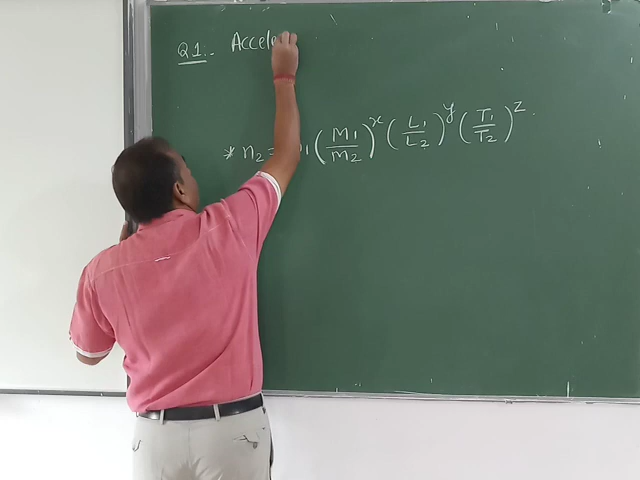 Q1.. Accele
* n₂ = n₁ (M₁/M₂)^x (L₁/L₂)^y (T₁/T₂)^z